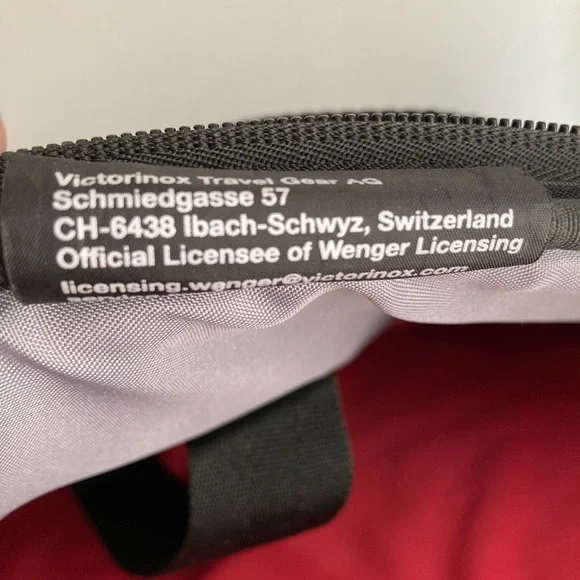 Victorinox Travel Gear AG
Schmiedgasse 57
CH-6438 Ibach-Schwyz, Switzerland
Official Licensee of Wenger Licensing
licensing.wenger@victorinox.com